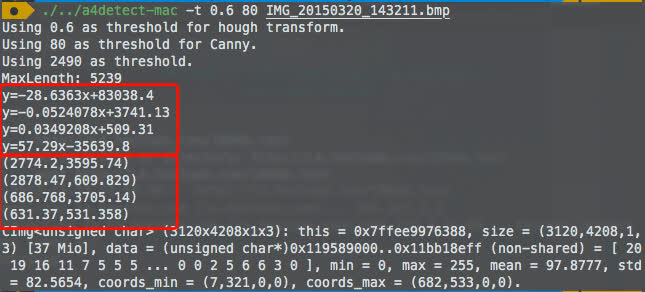 ./../a4detect-mac -t 0.6 80 IMG_20150320_143211.bmp
Using 0.6 as threshold for hough transform.
Using 80 as threshold for Canny.
Using 2490 as threshold.
MaxLength: 5239
y=-28.6363x+83038.4
y=-0.0524078x+3741.13
y=0.0349208x+509.31
y=57.29x-35639.8
(2774.2,3595.74)
(2878.47,609.829)
(686.768,3705.14)
(631.37,531.358)
CImg<unsigned char> (3120x4208x1x3): this = 0x7ffee9976388, size = (3120,4208,1,
3) [37 Mio], data = (unsigned char*)0x119589000..0x11bb18eff (non-shared) = [ 20
19 16 11 7 5 5 5 ... 0 0 2 5 6 6 3 0 ], min = 0, max = 255, mean = 97.8777, std
= 82.5654, coords_min = (7,321,0,0), coords_max = (682,533,0,0).